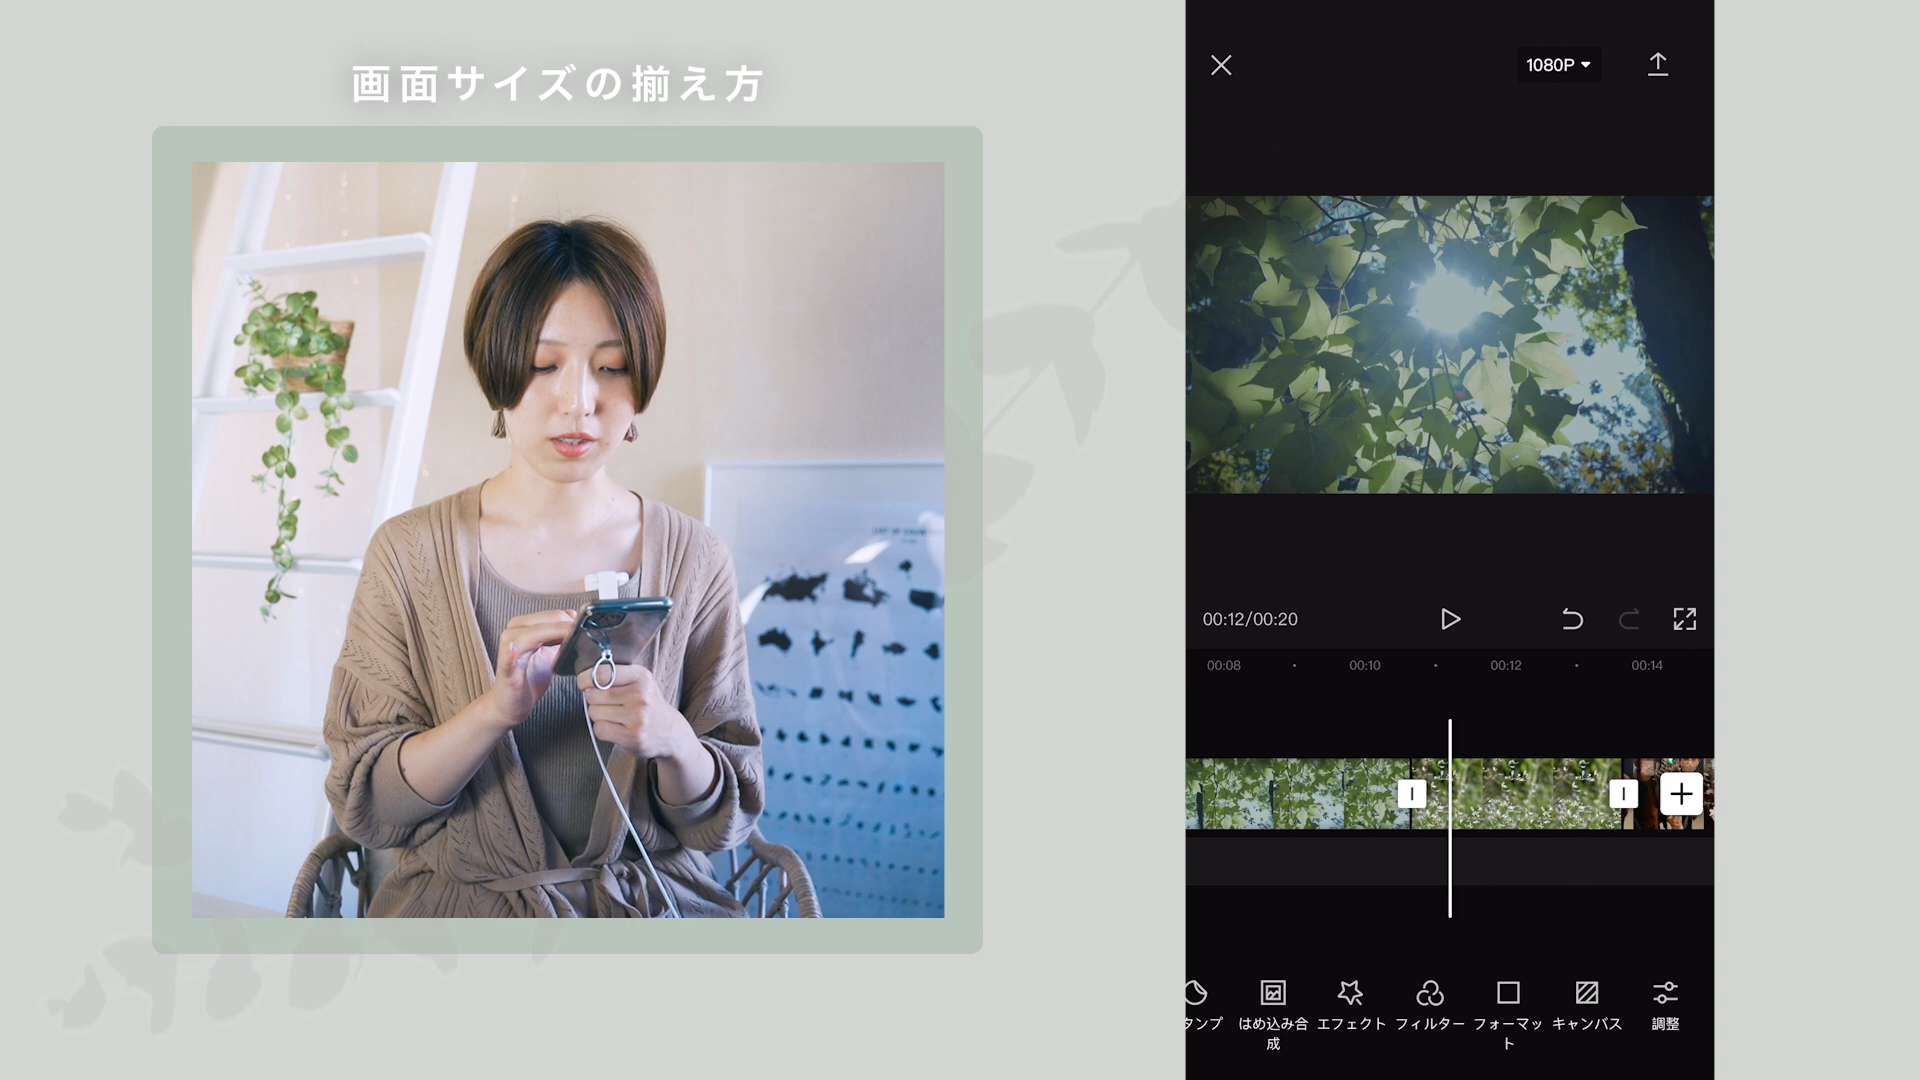 画面サイズの揃え方
1080P
00:12/00:20
00:08
00:10
00:12
00:14
タンプ
はめ込み合
成
エフェクト
フィルター
フォーマッ
ト
キャンバス
調整